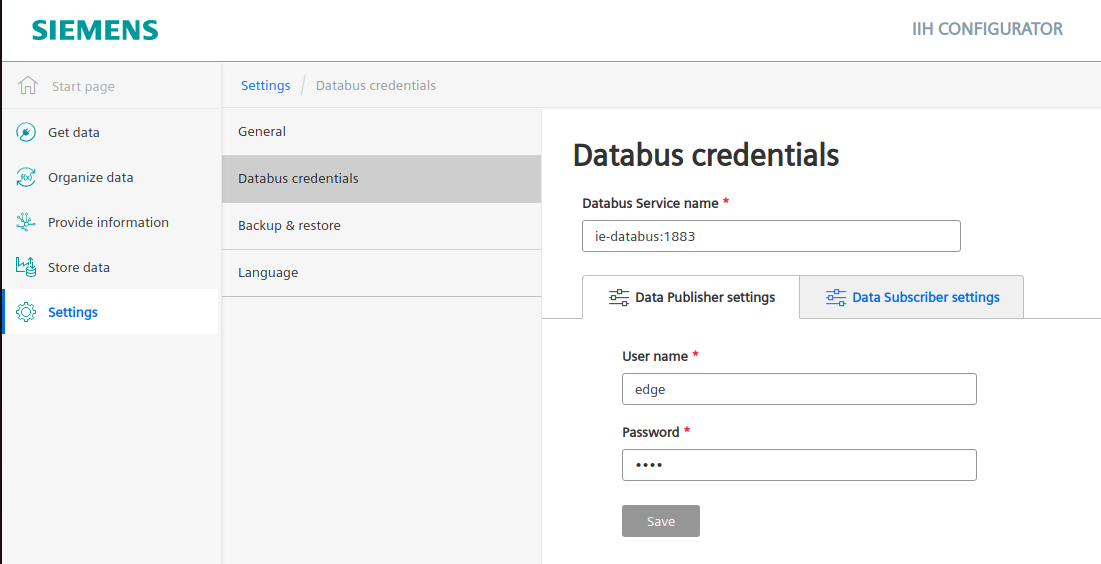 SIEMENS
IIH CONFIGURATOR
Start page
Settings / Databus credentials
Get data
Organize data
f(x)
Provide information
Store data
Settings
General
Databus credentials
Backup & restore
Language
Databus credentials
Databus Service name *
ie-databus:1883
Data Publisher settings
Data Subscriber settings
User name *
edge
Password *
••••
Save